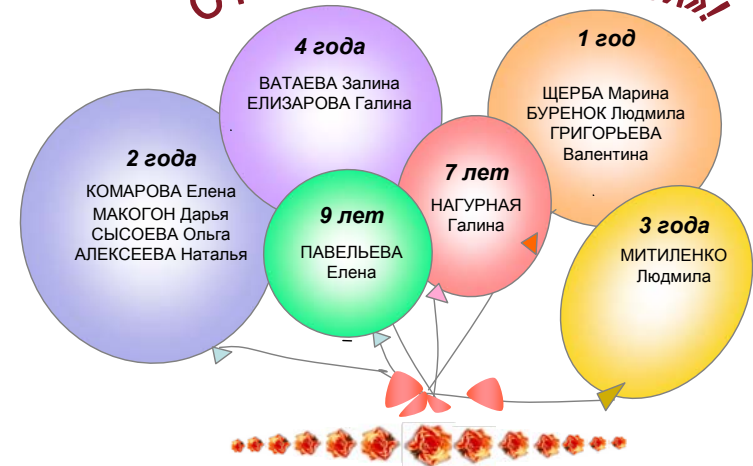 4 года
ВАТАЕВА Залина
ЕЛИЗАРОВА Галина
1 год
ЩЕРБА Марина
БУРЕНОК Людмила
ГРИГОРЬЕВА
Валентина
2 года
КОМАРОВА Елена
МАКОГОН Дарья
СЫСОЕВА Ольга
АЛЕКСЕЕВА Наталья
9 лет
ПАВЕЛЬЕВА
Елена
7 лет
НАГУРНАЯ
Галина
3 года
МИТИЛЕНКО
Людмила